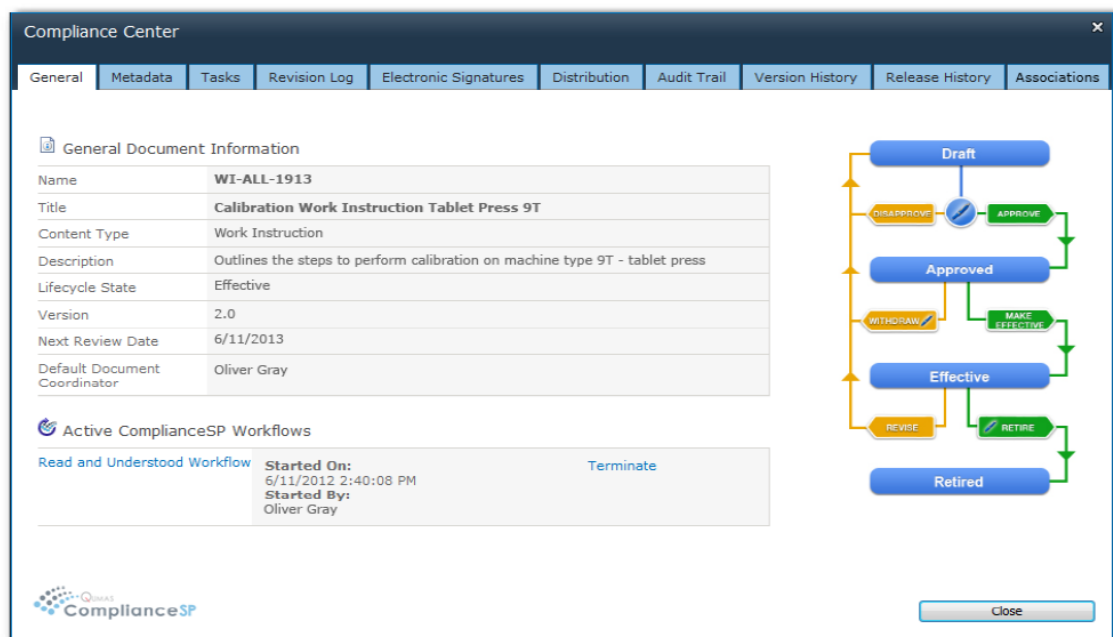 Compliance Center
General Metadata Tasks Revision Log Electronic Signatures Distribution Audit Trail Version History Release History Associations
General Document Information
Name WI-ALL-1913
Title Calibration Work Instruction Tablet Press 9T
Content Type Work Instruction
Description Outlines the steps to perform calibration on machine type 9T - tablet press
Lifecycle State Effective
Version 2.0
Next Review Date 6/11/2013
Default Document
Coordinator Oliver Gray
Active ComplianceSP Workflows
Read and Understood Workflow Started On: Terminate
6/11/2012 2:40:08 PM
Started By:
Oliver Gray
Draft
DISAPPROVE APPROVE
Approved
WITHDRAW MAKE
EFFECTIVE
Effective
REVISE RETIRE
Retired
QUMAS
ComplianceSP
Close